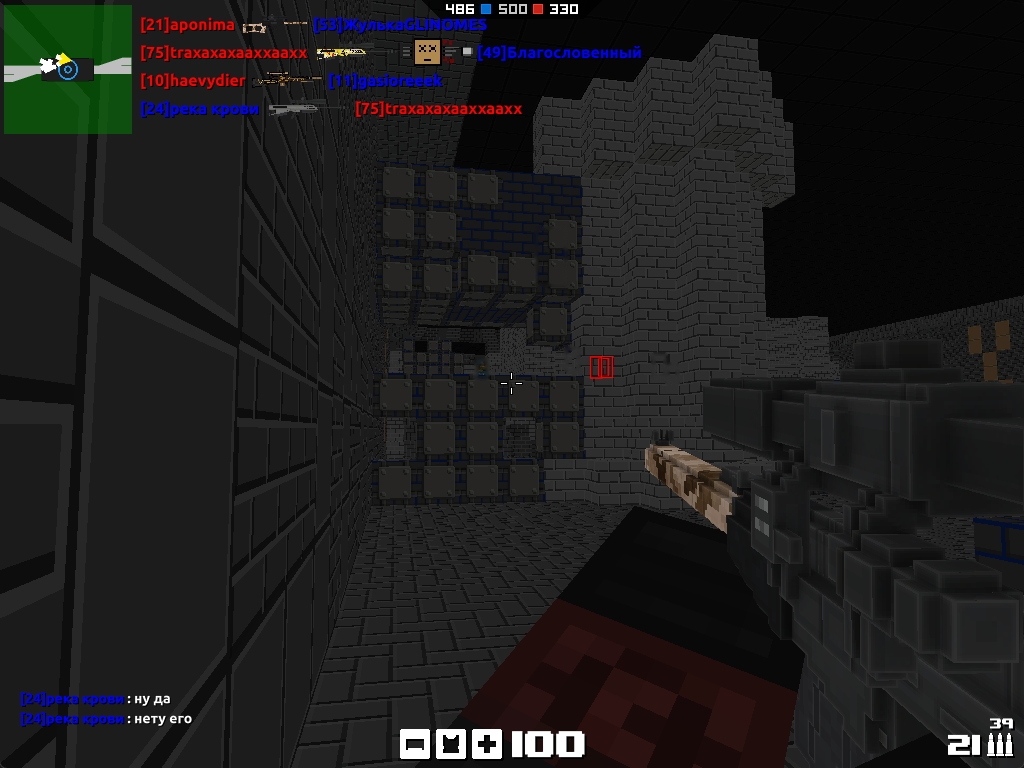 486 500 330
[21]aponima [53]ЖулькаGLINOMES
[75]traxaxaxaaxxaaxx [49]Благословенный
[10]haevydier [11]gasioreeek
[24]река крови [75]traxaxaxaaxxaaxx
[24]река крови : ну да
[24]река крови : нету его
100
39
21